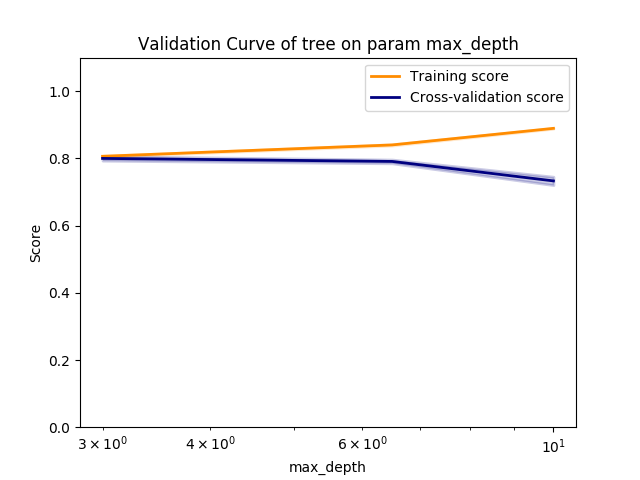 Validation Curve of tree on param max_depth
Training score
Cross-validation score
1.0
0.8
0.6
0.4
0.2
0.0
Score
3 × 10⁰
4 × 10⁰
6 × 10⁰
10¹
max_depth